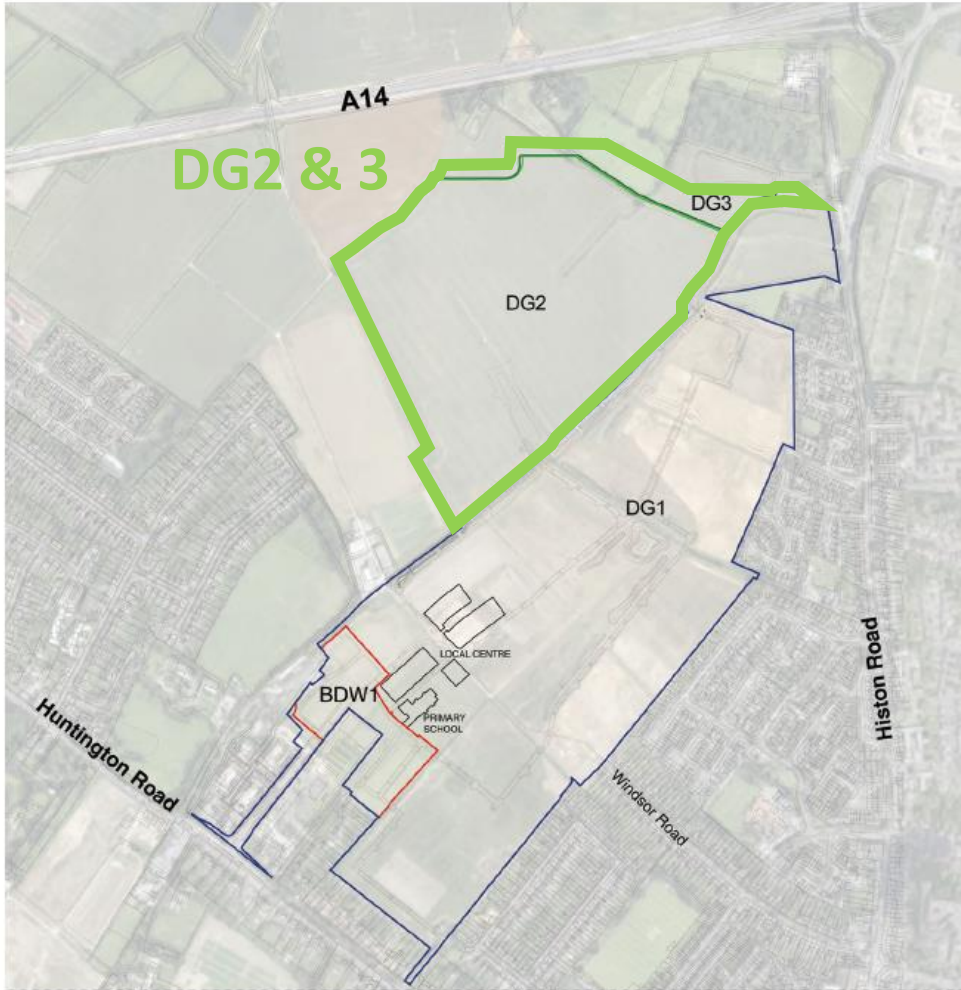 A14
DG2 & 3
DG3
DG2
DG1
LOCAL CENTRE
BDW1
PRIMARY
SCHOOL
Huntington Road
Histon Road
Windsor Road